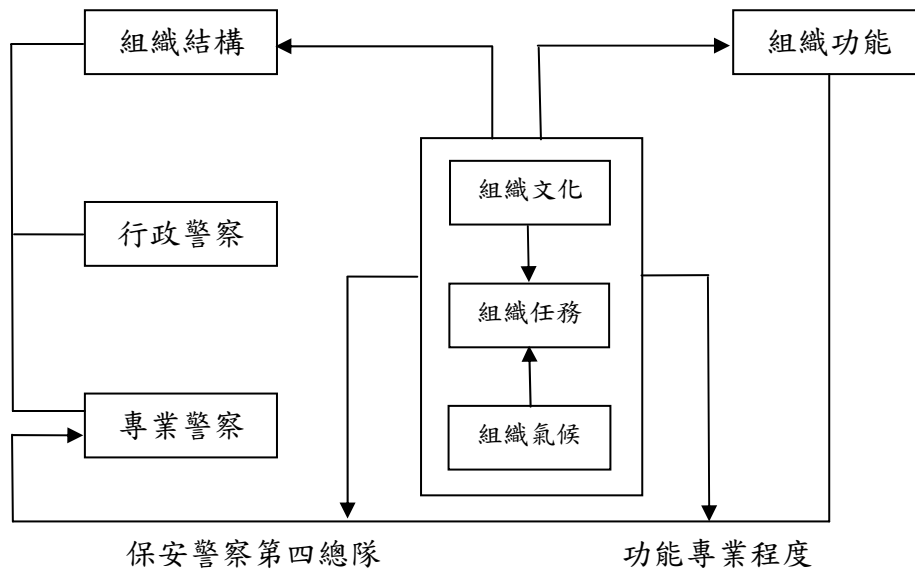 組織結構
組織功能
組織文化
行政警察
組織任務
專業警察
組織氣候
保安警察第四總隊
功能專業程度